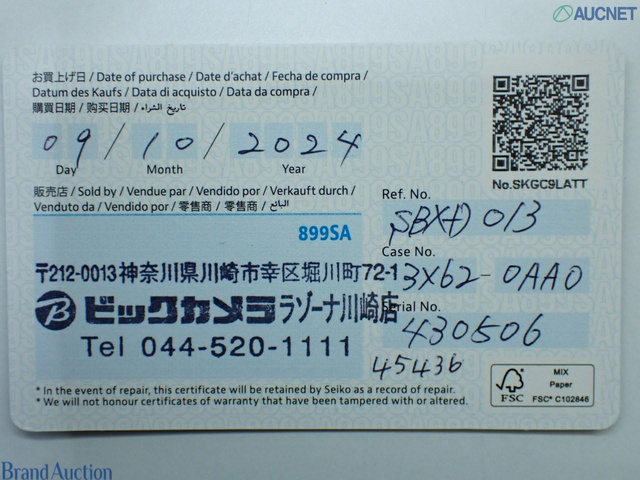 AUCNET
お買上げ日 / Date of purchase / Date d'achat / Fecha de compra /
Datum des Kaufs / Data di acquisto / Data da compra /
購買日期 / 购买日期 / تاريخ الشراء
09 / 10 / 2024
Day Month Year
No.SKGC9LATT
販売店 / Sold by / Vendue par / Vendido por / Verkauft durch /
Venduto da / Vendido por / 零售商 / 零售商 / البائع
899SA
〒212-0013 神奈川県川崎市幸区堀川町72-1
ビックカメラ ラゾーナ川崎店
Tel 044-520-1111
Ref. No.
013
Case No.
3X62-0AA0
Serial No.
430506
45436
* In the event of repair, this certificate will be retained by Seiko as a record of repair.
* We will not honour certificates of warranty that have been tampered with or altered.
FSC
MIX
Paper
FSC® C102846
Brand Auction